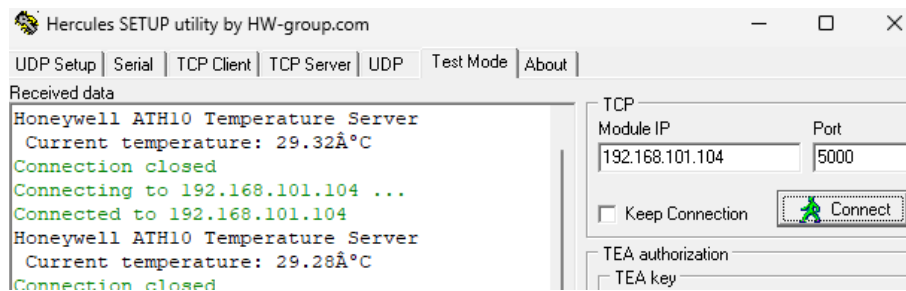 Hercules SETUP utility by HW-group.com
UDP Setup Serial TCP Client TCP Server UDP Test Mode About
Received data
Honeywell ATH10 Temperature Server
Current temperature: 29.32Â°C
Connection closed
Connecting to 192.168.101.104 ...
Connected to 192.168.101.104
Honeywell ATH10 Temperature Server
Current temperature: 29.28Â°C
Connection closed
TCP
Module IP Port
192.168.101.104 5000
Keep Connection Connect
TEA authorization
TEA key